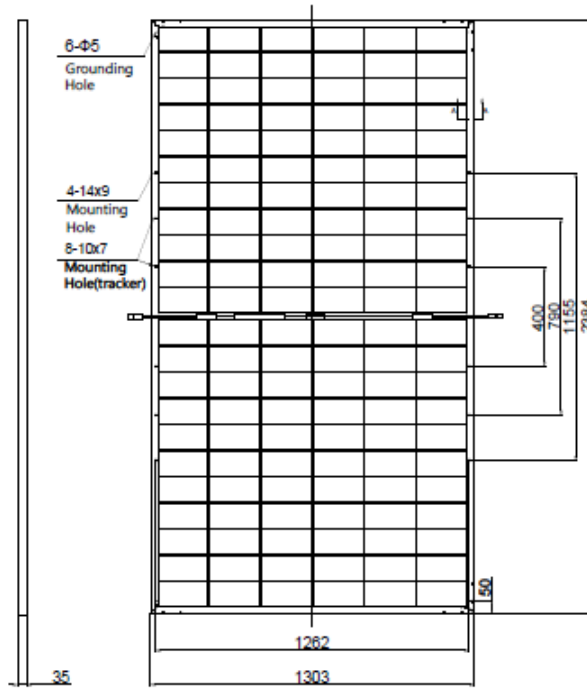 6-Φ5
Grounding
Hole
A
A
4-14x9
Mounting
Hole
8-10x7
Mounting
Hole(tracker)
400
790
1155
2384
50
1262
35
1303